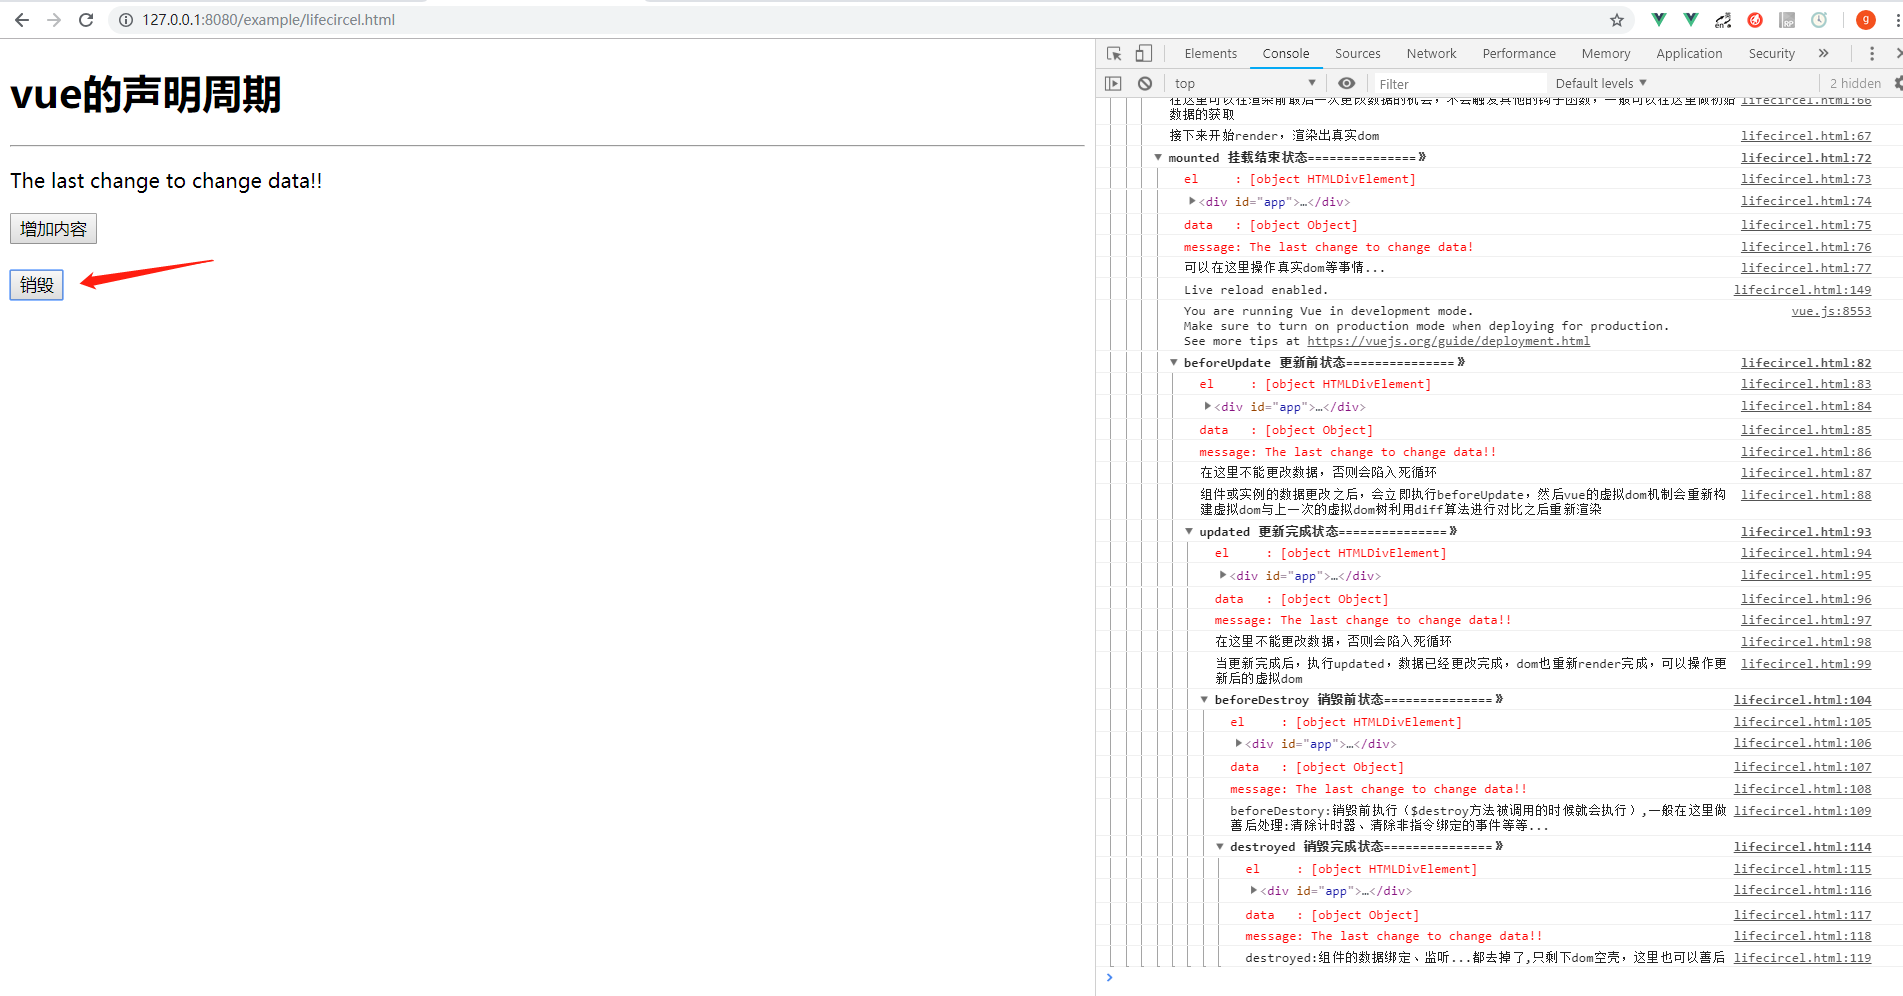 127.0.0.1:8080/example/lifecircel.html
en
RP
g
vue的声明周期
The last change to change data!!
增加内容
销毁
Elements Console Sources Network Performance Memory Application Security »
top Filter Default levels 2 hidden
在这里可以在渲染前最后一次更改数据的机会，不会触发其他的钩子函数，一般可以在这里做初始 lifecircel.html:66
数据的获取
接下来开始render，渲染出真实dom lifecircel.html:67
mounted 挂载结束状态===============》 lifecircel.html:72
el : [object HTMLDivElement] lifecircel.html:73
<div id="app">…</div> lifecircel.html:74
data : [object Object] lifecircel.html:75
message: The last change to change data! lifecircel.html:76
可以在这里操作真实dom等事情... lifecircel.html:77
Live reload enabled. lifecircel.html:149
You are running Vue in development mode. vue.js:8553
Make sure to turn on production mode when deploying for production.
See more tips at https://vuejs.org/guide/deployment.html
beforeUpdate 更新前状态===============》 lifecircel.html:82
el : [object HTMLDivElement] lifecircel.html:83
<div id="app">…</div> lifecircel.html:84
data : [object Object] lifecircel.html:85
message: The last change to change data!! lifecircel.html:86
在这里不能更改数据，否则会陷入死循环 lifecircel.html:87
组件或实例的数据更改之后，会立即执行beforeUpdate，然后vue的虚拟dom机制会重新构 lifecircel.html:88
建虚拟dom与上一次的虚拟dom树利用diff算法进行对比之后重新渲染
updated 更新完成状态===============》 lifecircel.html:93
el : [object HTMLDivElement] lifecircel.html:94
<div id="app">…</div> lifecircel.html:95
data : [object Object] lifecircel.html:96
message: The last change to change data!! lifecircel.html:97
在这里不能更改数据，否则会陷入死循环 lifecircel.html:98
当更新完成后，执行updated，数据已经更改完成，dom也重新render完成，可以操作更 lifecircel.html:99
新后的虚拟dom
beforeDestroy 销毁前状态===============》 lifecircel.html:104
el : [object HTMLDivElement] lifecircel.html:105
<div id="app">…</div> lifecircel.html:106
data : [object Object] lifecircel.html:107
message: The last change to change data!! lifecircel.html:108
beforeDestory:销毁前执行（$destroy方法被调用的时候就会执行）,一般在这里做 lifecircel.html:109
善后处理:清除计时器、清除非指令绑定的事件等等...
destroyed 销毁完成状态===============》 lifecircel.html:114
el : [object HTMLDivElement] lifecircel.html:115
<div id="app">…</div> lifecircel.html:116
data : [object Object] lifecircel.html:117
message: The last change to change data!! lifecircel.html:118
destroyed:组件的数据绑定、监听...都去掉了,只剩下dom空壳，这里也可以善后 lifecircel.html:119